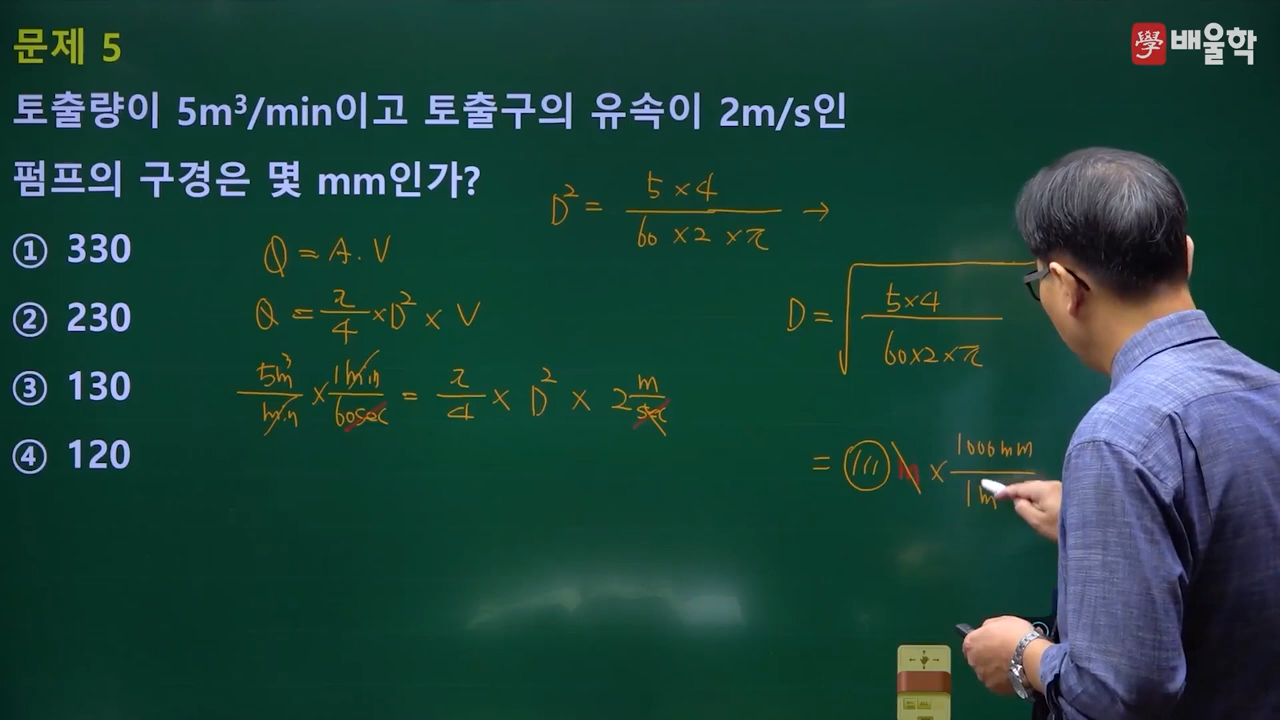 문제 5
學 배울학
토출량이 5m³/min이고 토출구의 유속이 2m/s인
펌프의 구경은 몇 mm인가?
① 330
② 230
③ 130
④ 120
Q = A.V
Q = π/4 × D² × V
5m³/min × 1min/60sec = π/4 × D² × 2 m/sec
D² = 5×4/60×2×π →
D = √5×4/60×2×π
= m × 1000mm/1m